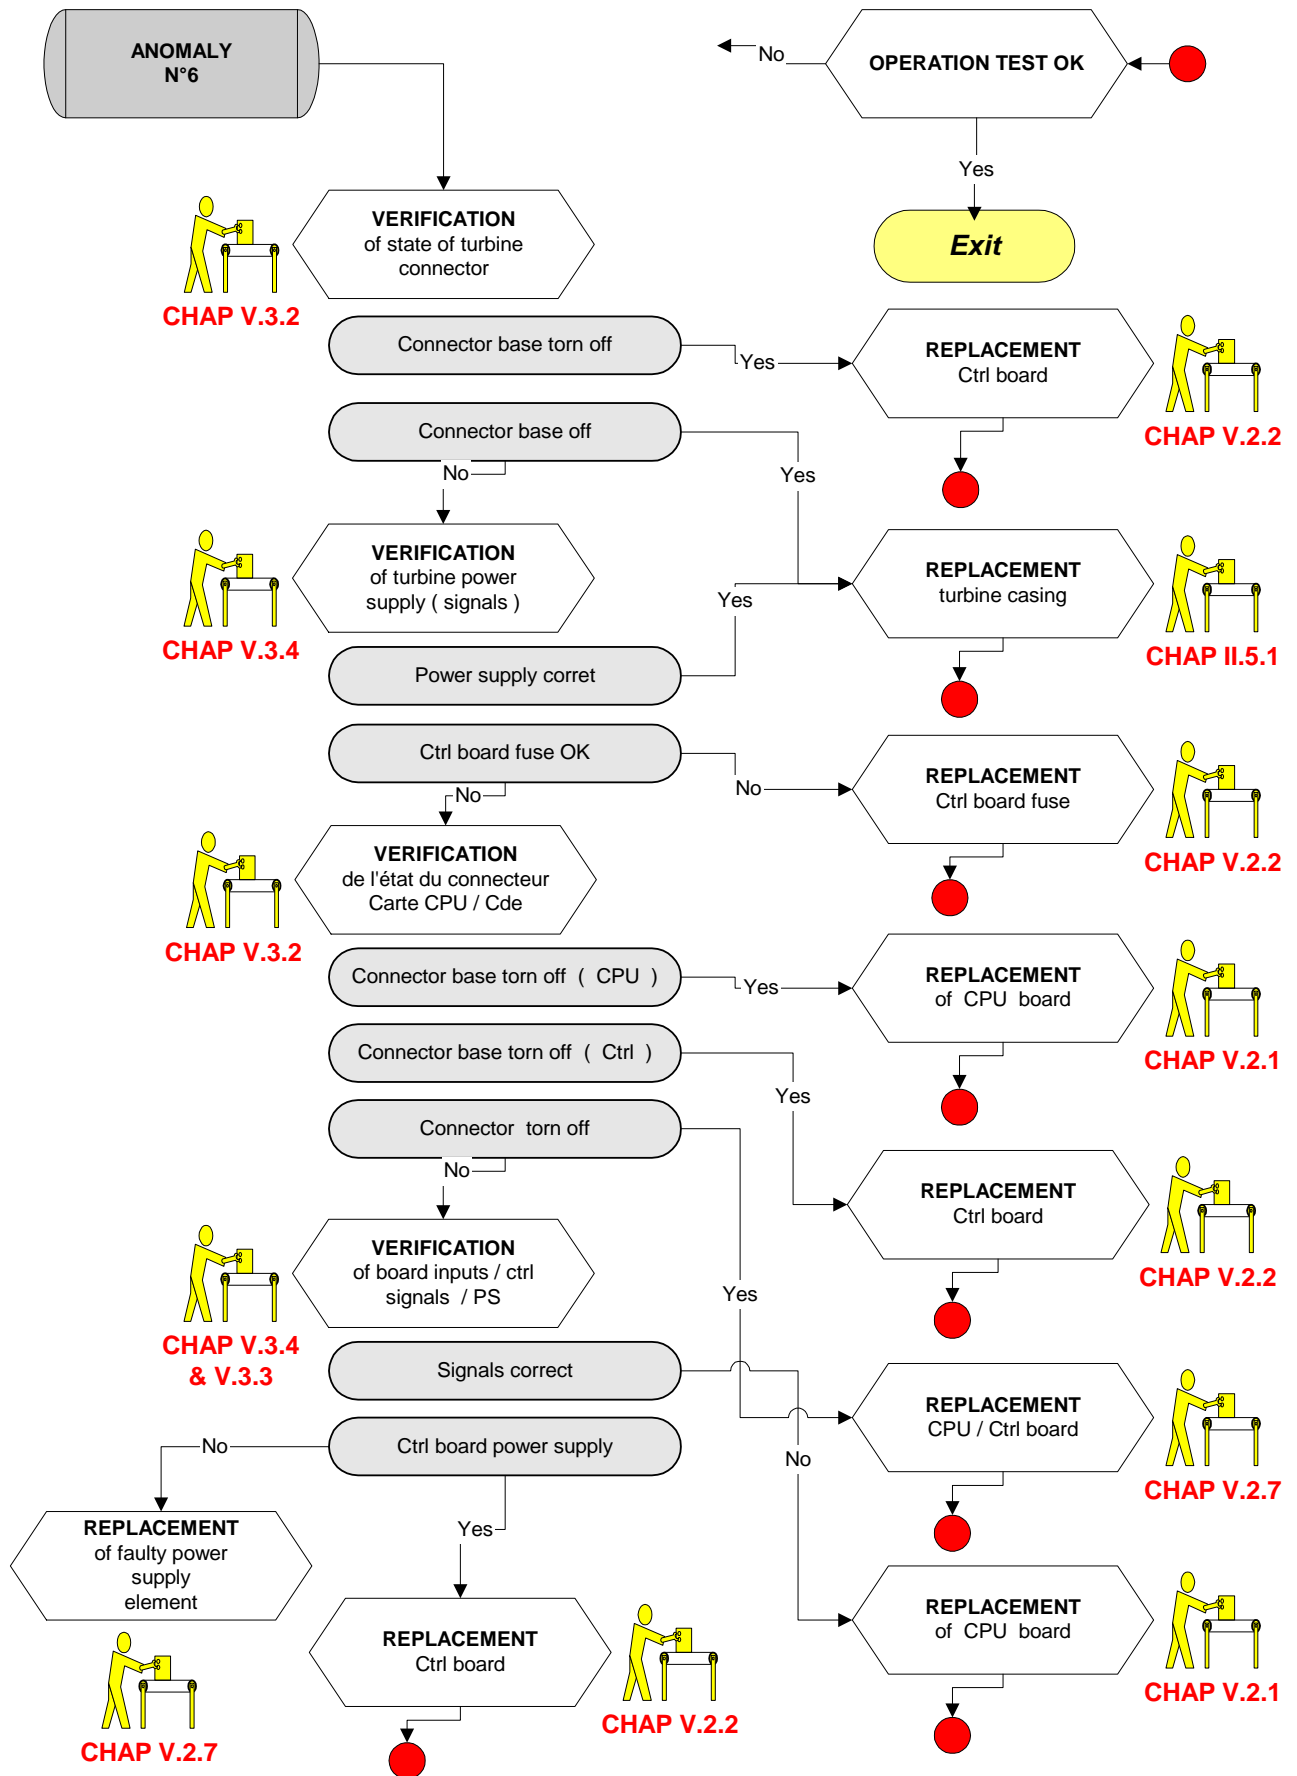 ANOMALY
N°6
No
OPERATION TEST OK
Yes
Exit
VERIFICATION
of state of turbine
connector
CHAP V.3.2
Connector base torn off
Yes
REPLACEMENT
Ctrl board
CHAP V.2.2
Connector base off
No
Yes
VERIFICATION
of turbine power
supply ( signals )
CHAP V.3.4
Yes
REPLACEMENT
turbine casing
CHAP II.5.1
Power supply corret
Ctrl board fuse OK
No
No
REPLACEMENT
Ctrl board fuse
CHAP V.2.2
VERIFICATION
de l'état du connecteur
Carte CPU / Cde
CHAP V.3.2
Connector base torn off ( CPU )
Yes
REPLACEMENT
of CPU board
CHAP V.2.1
Connector base torn off ( Ctrl )
Yes
Connector torn off
No
REPLACEMENT
Ctrl board
CHAP V.2.2
VERIFICATION
of board inputs / ctrl
signals / PS
CHAP V.3.4
& V.3.3
Yes
Signals correct
REPLACEMENT
CPU / Ctrl board
CHAP V.2.7
Ctrl board power supply
No
No
Yes
REPLACEMENT
of faulty power
supply
element
CHAP V.2.7
REPLACEMENT
Ctrl board
CHAP V.2.2
REPLACEMENT
of CPU board
CHAP V.2.1